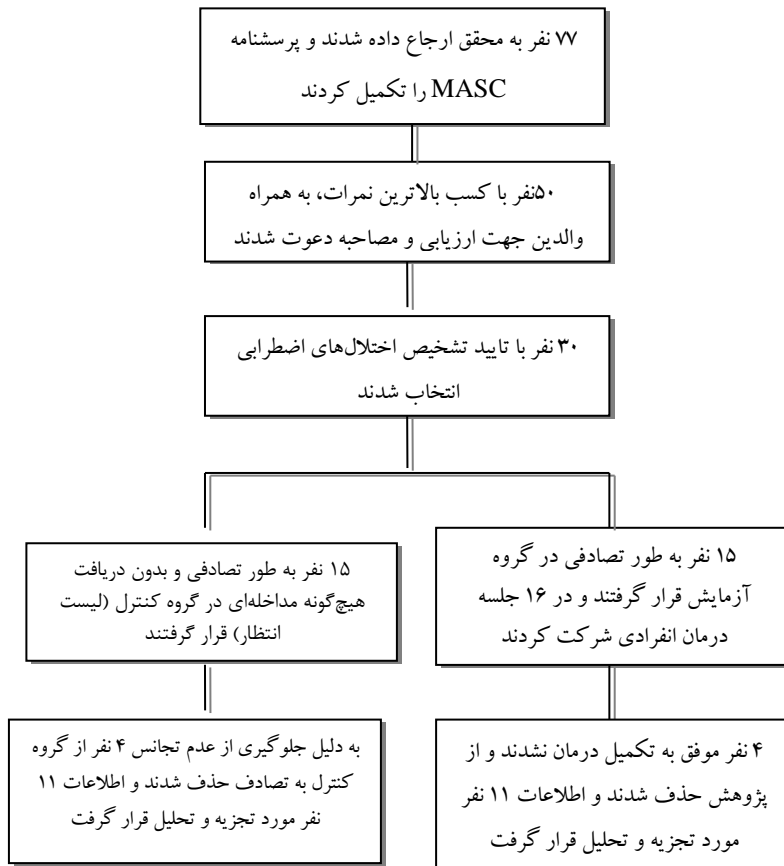 ۷۷ نفر به محقق ارجاع داده شدند و پرسشنامه
MASC را تکمیل کردند
۵۰نفر با کسب بالاترین نمرات، به همراه
والدین جهت ارزیابی و مصاحبه دعوت شدند
۳۰ نفر با تایید تشخیص اختلال‌های اضطرابی
انتخاب شدند
۱۵ نفر به طور تصادفی در گروه
آزمایش قرار گرفتند و در ۱۶ جلسه
درمان انفرادی شرکت کردند
۱۵ نفر به طور تصادفی و بدون دریافت
هیچ‌گونه مداخله‌ای در گروه کنترل (لیست
انتظار) قرار گرفتند
۴ نفر موفق به تکمیل درمان نشدند و از
پژوهش حذف شدند و اطلاعات ۱۱ نفر
مورد تجزیه و تحلیل قرار گرفت
به دلیل جلوگیری از عدم تجانس ۴ نفر از گروه
کنترل به تصادف حذف شدند و اطلاعات ۱۱
نفر مورد تجزیه و تحلیل قرار گرفت